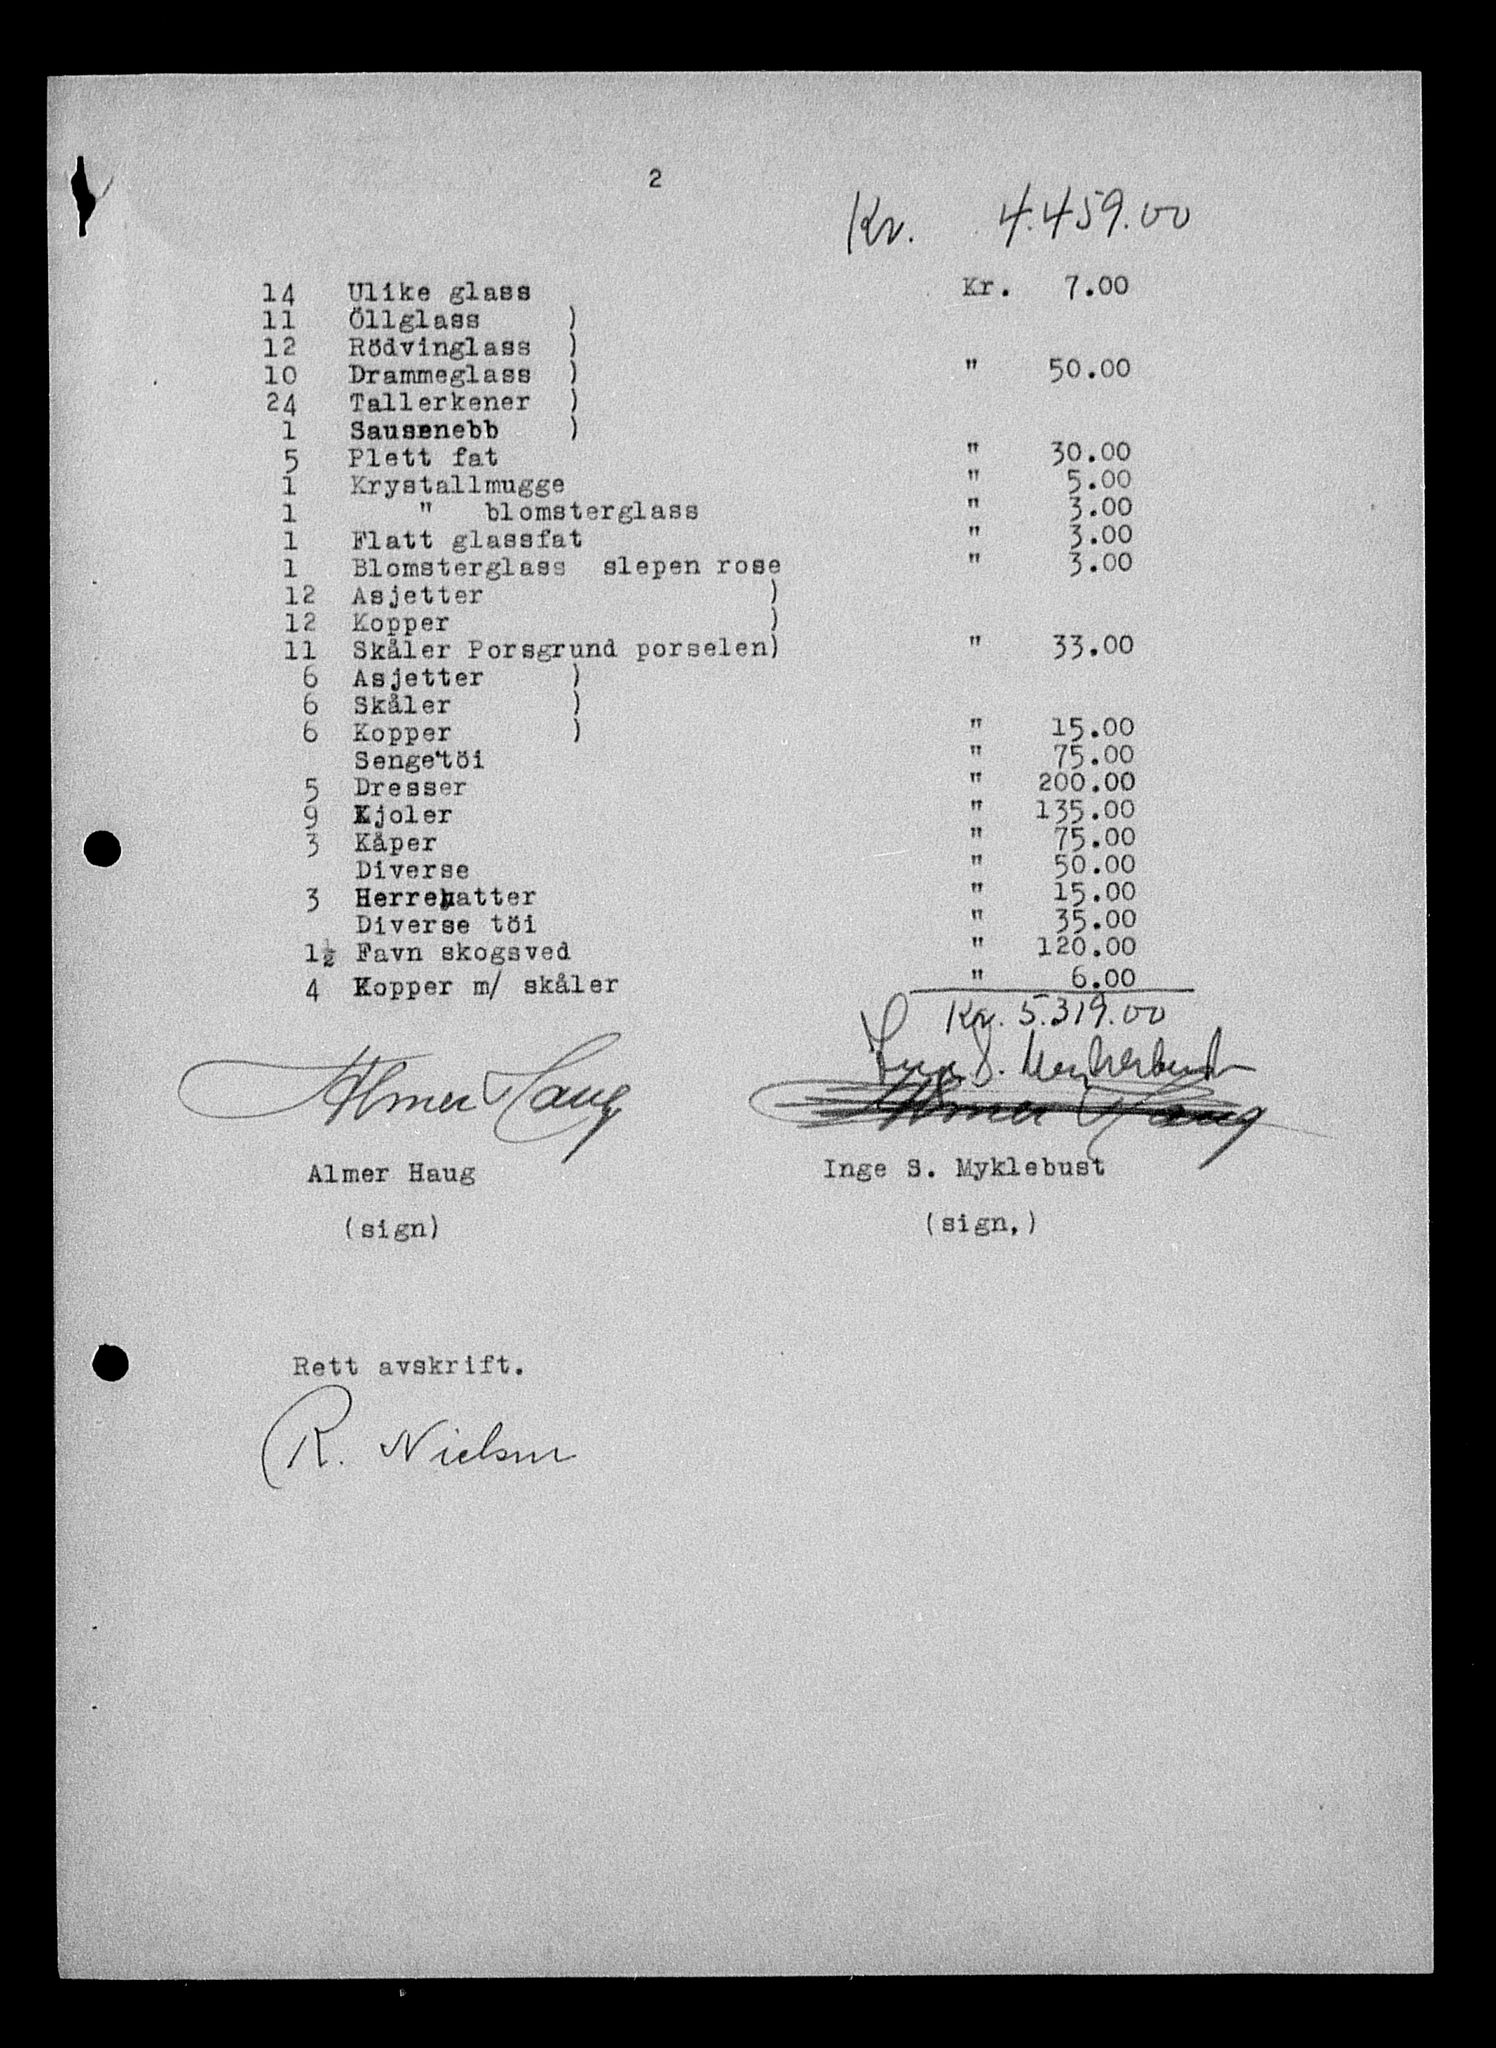 2
Kr. 4.459.00
14 Ulike glass Kr. 7.00
11 Öllglass )
12 Rödvinglass )
10 Drammeglass ) " 50.00
24 Tallerkener )
1 Sausenebb )
5 Plett fat " 30.00
1 Krystallmugge " 5.00
1 " blomsterglass " 3.00
1 Flatt glassfat " 3.00
1 Blomsterglass slepen rose " 3.00
12 Asjetter )
12 Kopper )
11 Skåler Porsgrund porselen) " 33.00
6 Asjetter )
6 Skåler )
6 Kopper ) " 15.00
Sengetöi " 75.00
5 Dresser " 200.00
9 Kjoler " 135.00
3 Kåper " 75.00
Diverse " 50.00
3 Herrehatter " 15.00
Diverse töi " 35.00
1½ Favn skogsved " 120.00
4 Kopper m/ skåler " 6.00
Kr. 5.319.00
Inge S. Myklebust
Almer Haug Almer Haug
Almer Haug Inge S. Myklebust
(sign) (sign.)
Rett avskrift.
R. Nielsen